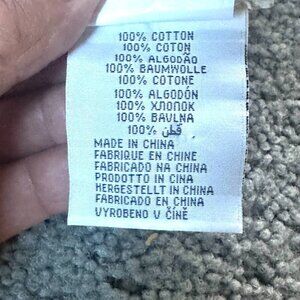 100% COTTON
100% COTON
100% ALGODÃO
100% BAUMWOLLE
100% COTONE
100% ALGODÓN
100% ХЛОПОК
100% BAVLNA
100% قطن
MADE IN CHINA
FABRIQUE EN CHINE
FABRICADO NA CHINA
PRODOTTO IN CINA
HERGESTELLT IN CHINA
FABRICADO EN CHINA
VYROBENO V ČÍNĚ